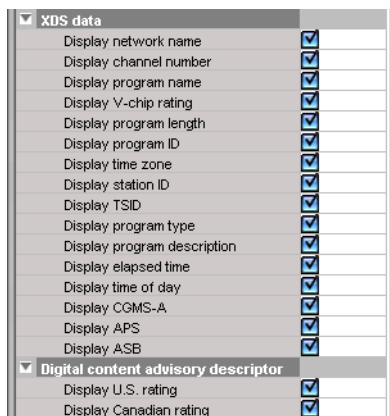 XDS data
Display network name
Display channel number
Display program name
Display V-chip rating
Display program length
Display program ID
Display time zone
Display station ID
Display TSID
Display program type
Display program description
Display elapsed time
Display time of day
Display CGMS-A
Display APS
Display ASB
Digital content advisory descriptor
Display U.S. rating
Display Canadian rating